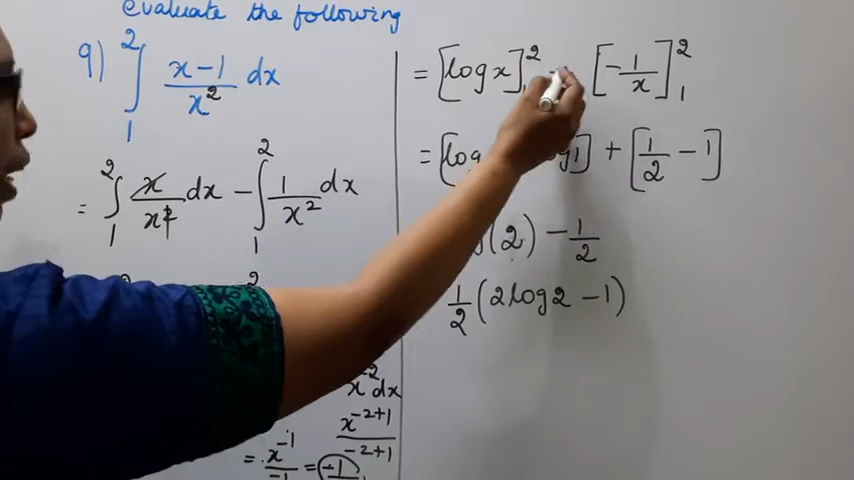 evaluate the following
9) ∫₁² (x-1)/x² dx
= ∫₁² x/x² dx - ∫₁² 1/x² dx
2 2
x⁻² dx
x⁻²⁺¹/-2+1
= x⁻¹/-1 = -1
= [log x]₁² [-1/x]₁²
= [log log1] + [1/2 - 1]
(2) - 1/2
1/2 (2log2 - 1)